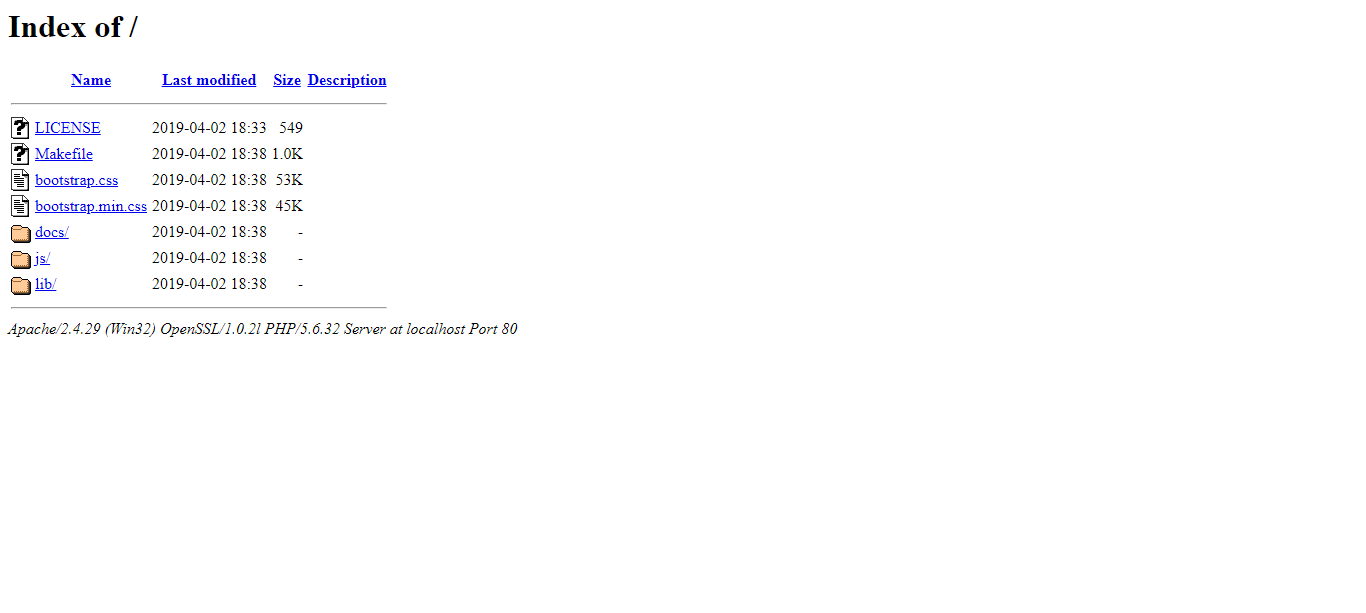 Index of /
Name Last modified Size Description
LICENSE 2019-04-02 18:33 549
Makefile 2019-04-02 18:38 1.0K
bootstrap.css 2019-04-02 18:38 53K
bootstrap.min.css 2019-04-02 18:38 45K
docs/ 2019-04-02 18:38 -
js/ 2019-04-02 18:38 -
lib/ 2019-04-02 18:38 -
Apache/2.4.29 (Win32) OpenSSL/1.0.2l PHP/5.6.32 Server at localhost Port 80